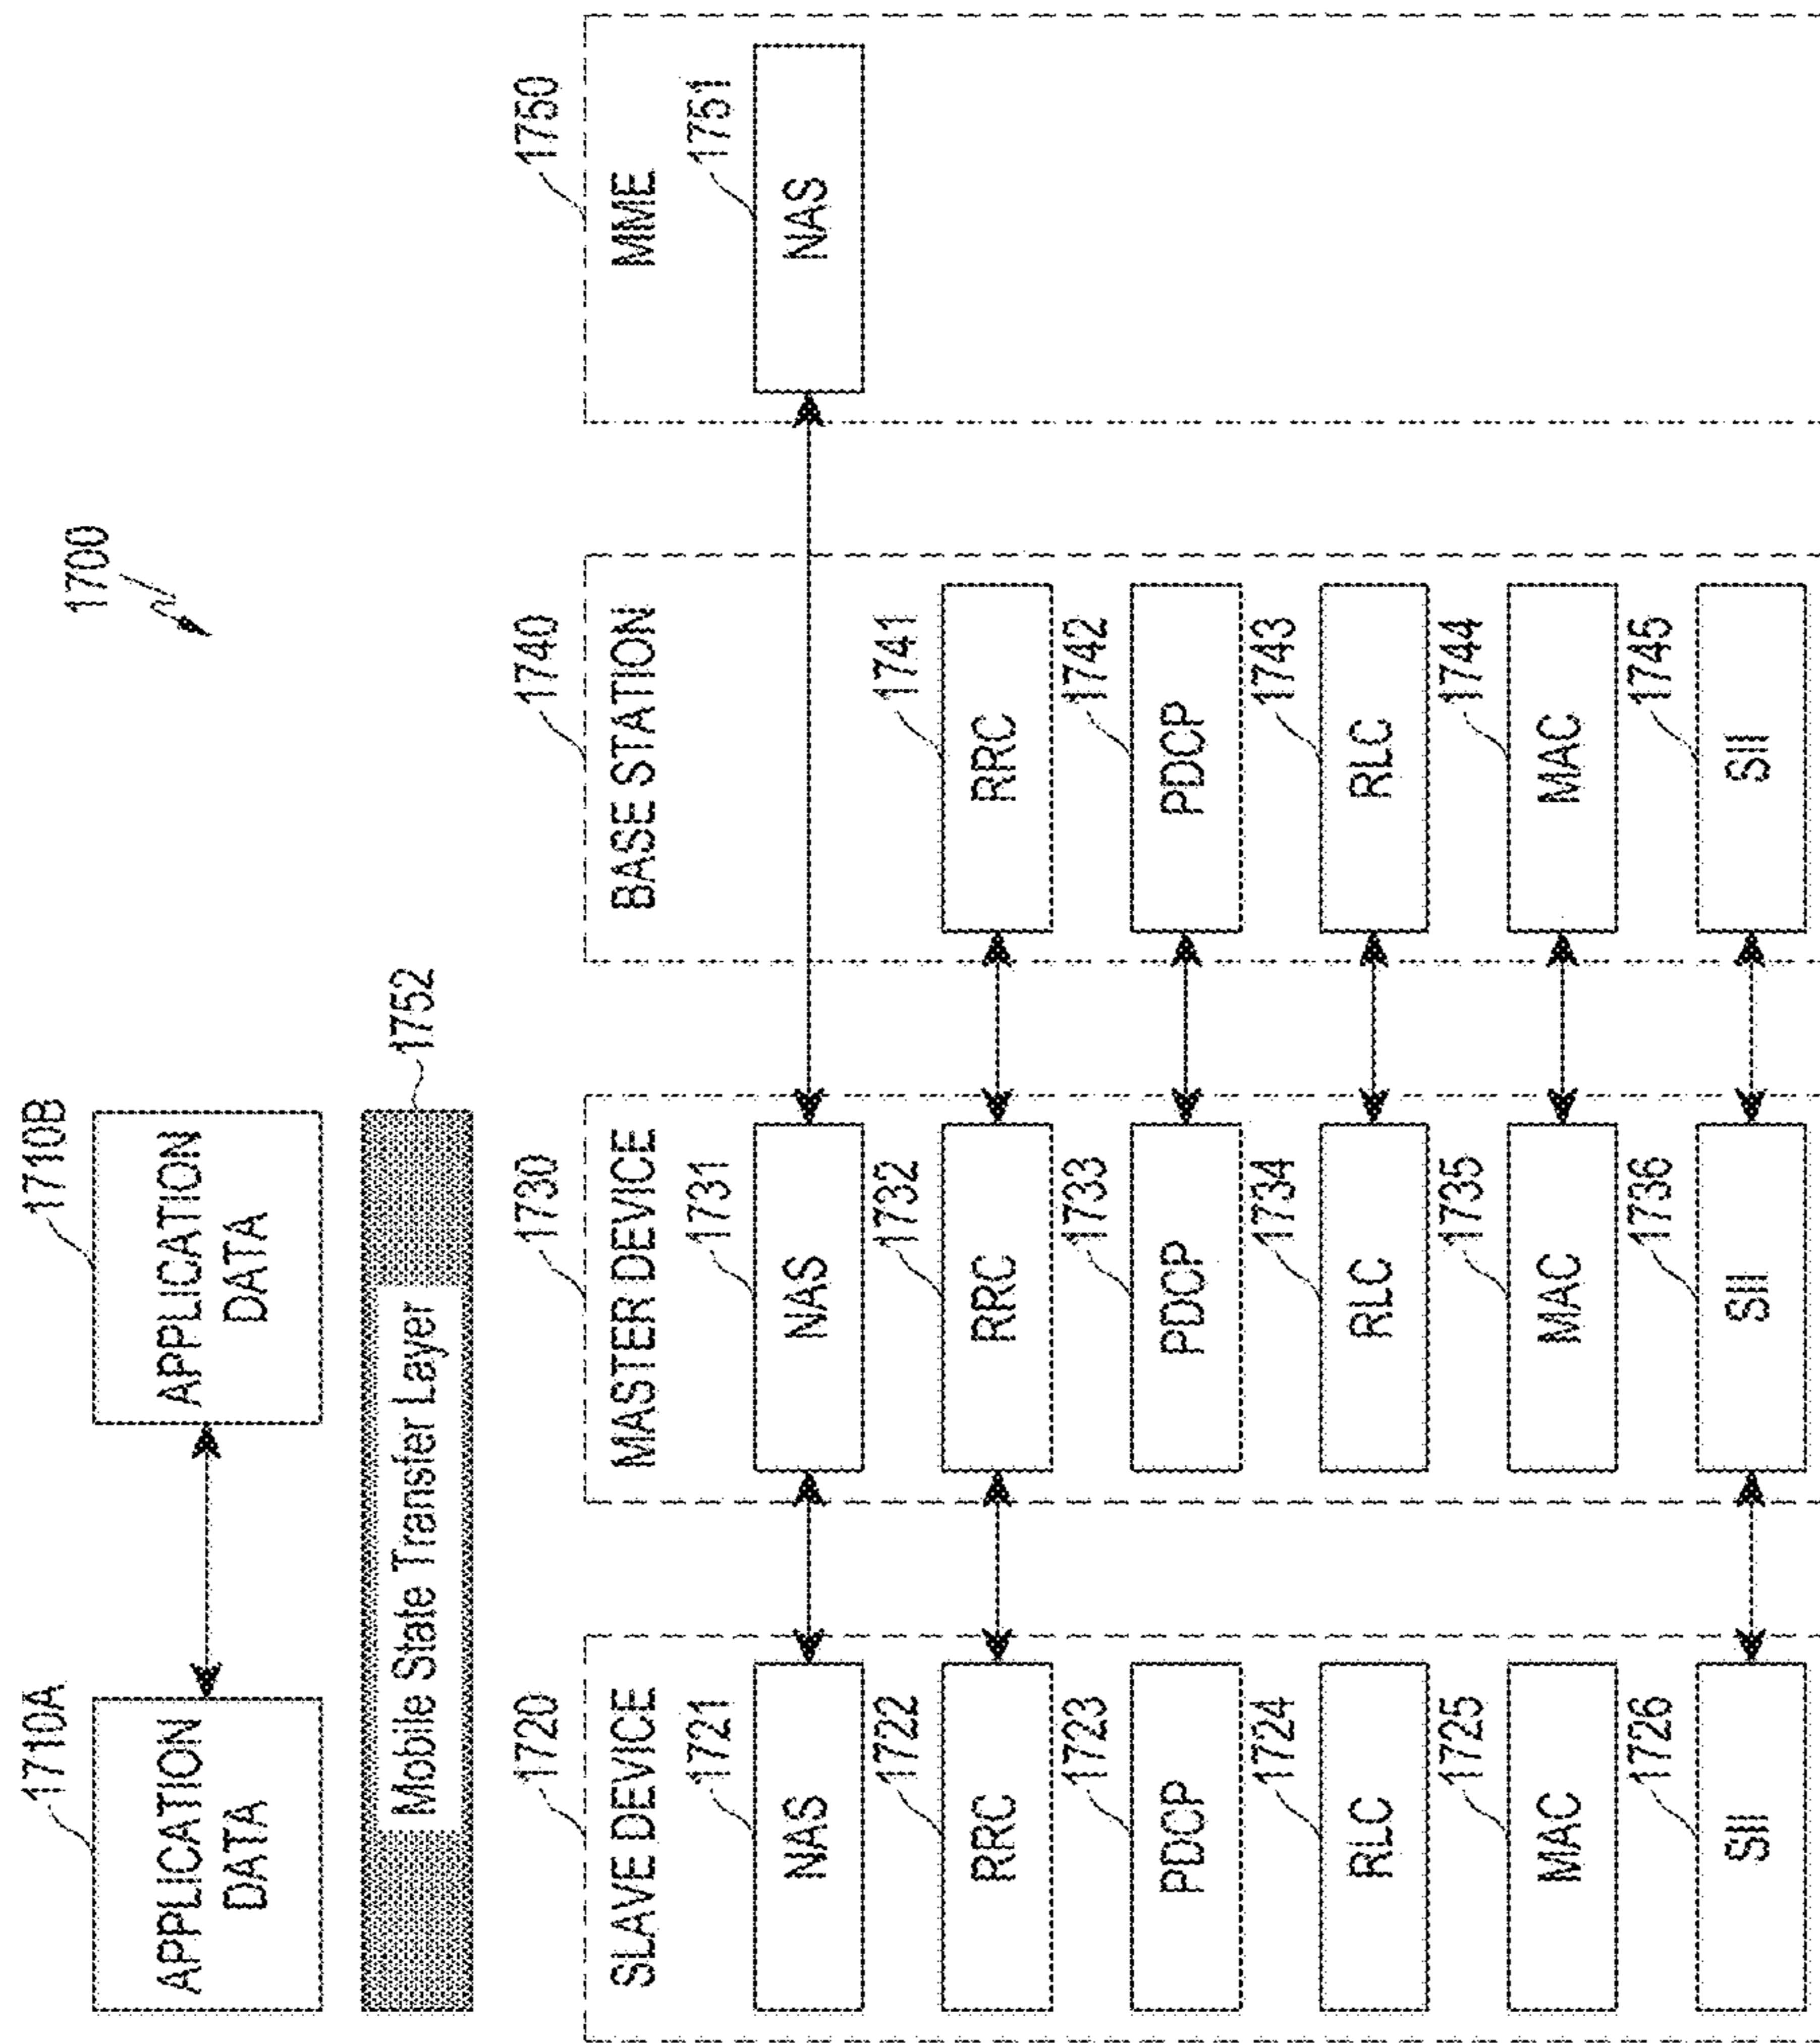 1700
1710A
APPLICATION
DATA
1710B
APPLICATION
DATA
Mobile State Transfer Layer
1752
1720
SLAVE DEVICE
1721
NAS
1722
RRC
1723
PDCP
1724
RLC
1725
MAC
1726
SII
1730
MASTER DEVICE
1731
NAS
1732
RRC
1733
PDCP
1734
RLC
1735
MAC
1736
SII
1740
BASE STATION
1741
RRC
1742
PDCP
1743
RLC
1744
MAC
1745
SII
1750
MME
1751
NAS